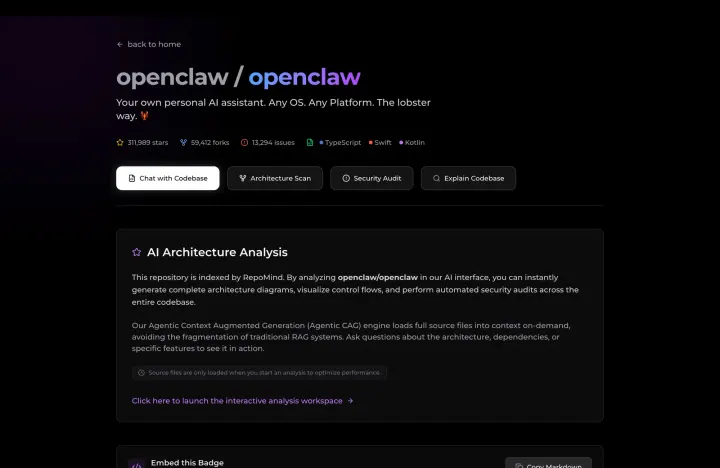 ← back to home
openclaw / openclaw
Your own personal AI assistant. Any OS. Any Platform. The lobster
way. 🦞
311,989 stars 59,412 forks 13,294 issues TypeScript Swift Kotlin
Chat with Codebase Architecture Scan Security Audit Explain Codebase
AI Architecture Analysis
This repository is indexed by RepoMind. By analyzing openclaw/openclaw in our AI interface, you can instantly
generate complete architecture diagrams, visualize control flows, and perform automated security audits across the
entire codebase.
Our Agentic Context Augmented Generation (Agentic CAG) engine loads full source files into context on-demand,
avoiding the fragmentation of traditional RAG systems. Ask questions about the architecture, dependencies, or
specific features to see it in action.
Source files are only loaded when you start an analysis to optimize performance.
Click here to launch the interactive analysis workspace →
Embed this Badge
Copy Markdown